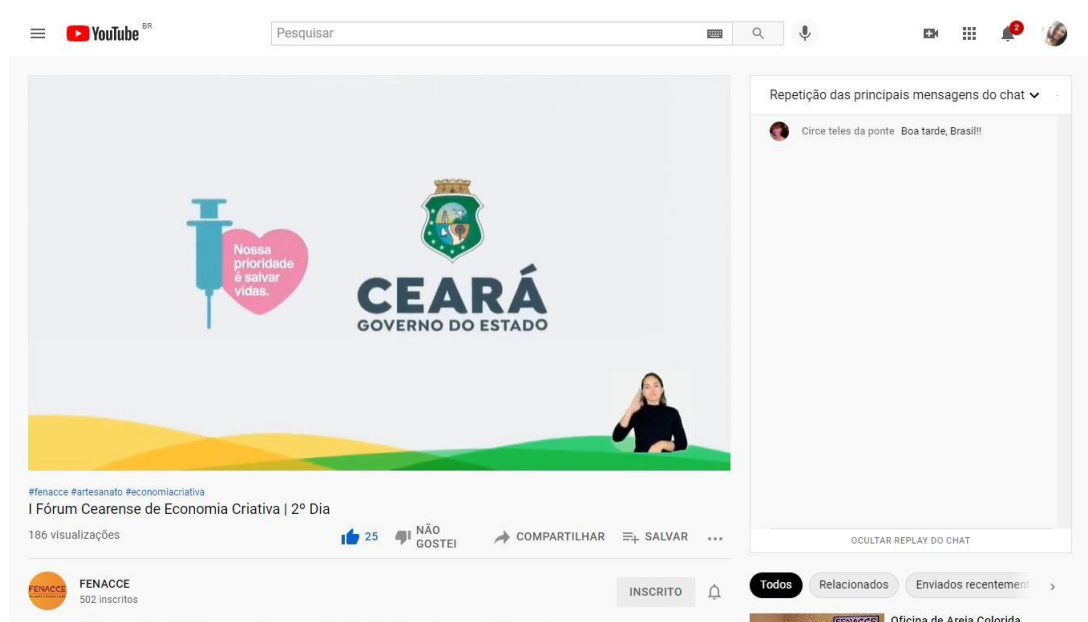 YouTube BR
Pesquisar
2
Repetição das principais mensagens do chat
Circe teles da ponte Boa tarde, Brasil!!
Nossa
prioridade
é salvar
vidas.
CEARÁ
GOVERNO DO ESTADO
#fenacce #artesanato #economiacriativa
I Fórum Cearense de Economia Criativa | 2º Dia
186 visualizações
25
NÃO
GOSTEI
COMPARTILHAR
SALVAR
OCULTAR REPLAY DO CHAT
FENACCE
FENACCE
502 inscritos
INSCRITO
Todos
Relacionados
Enviados recentement
FENACCE
Oficina de Areia Colorida